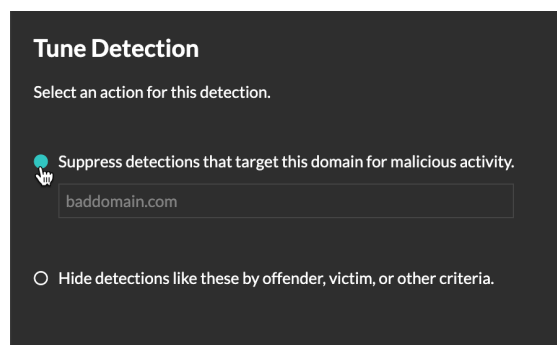 Tune Detection
Select an action for this detection.
Suppress detections that target this domain for malicious activity.
baddomain.com
Hide detections like these by offender, victim, or other criteria.